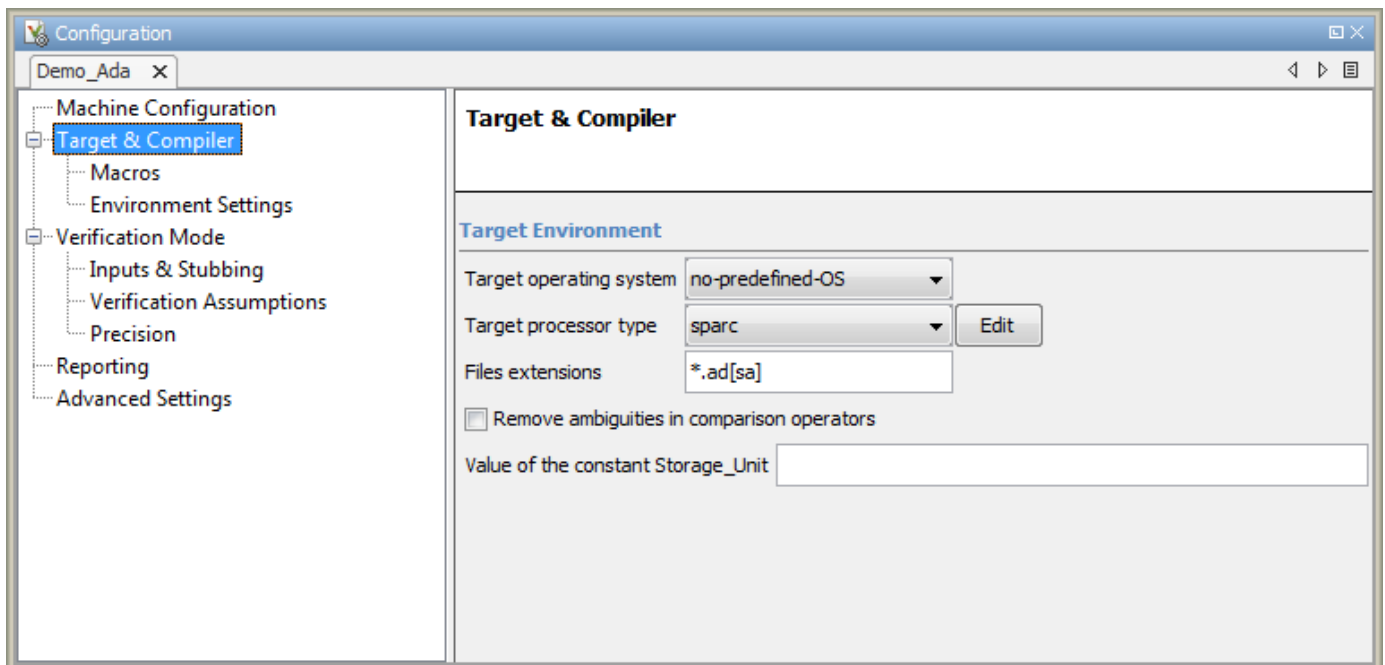 Configuration
Demo_Ada
Machine Configuration
Target & Compiler
Macros
Environment Settings
Verification Mode
Inputs & Stubbing
Verification Assumptions
Precision
Reporting
Advanced Settings
Target & Compiler
Target Environment
Target operating system no-predefined-OS
Target processor type sparc Edit
Files extensions *.ad[sa]
Remove ambiguities in comparison operators
Value of the constant Storage_Unit